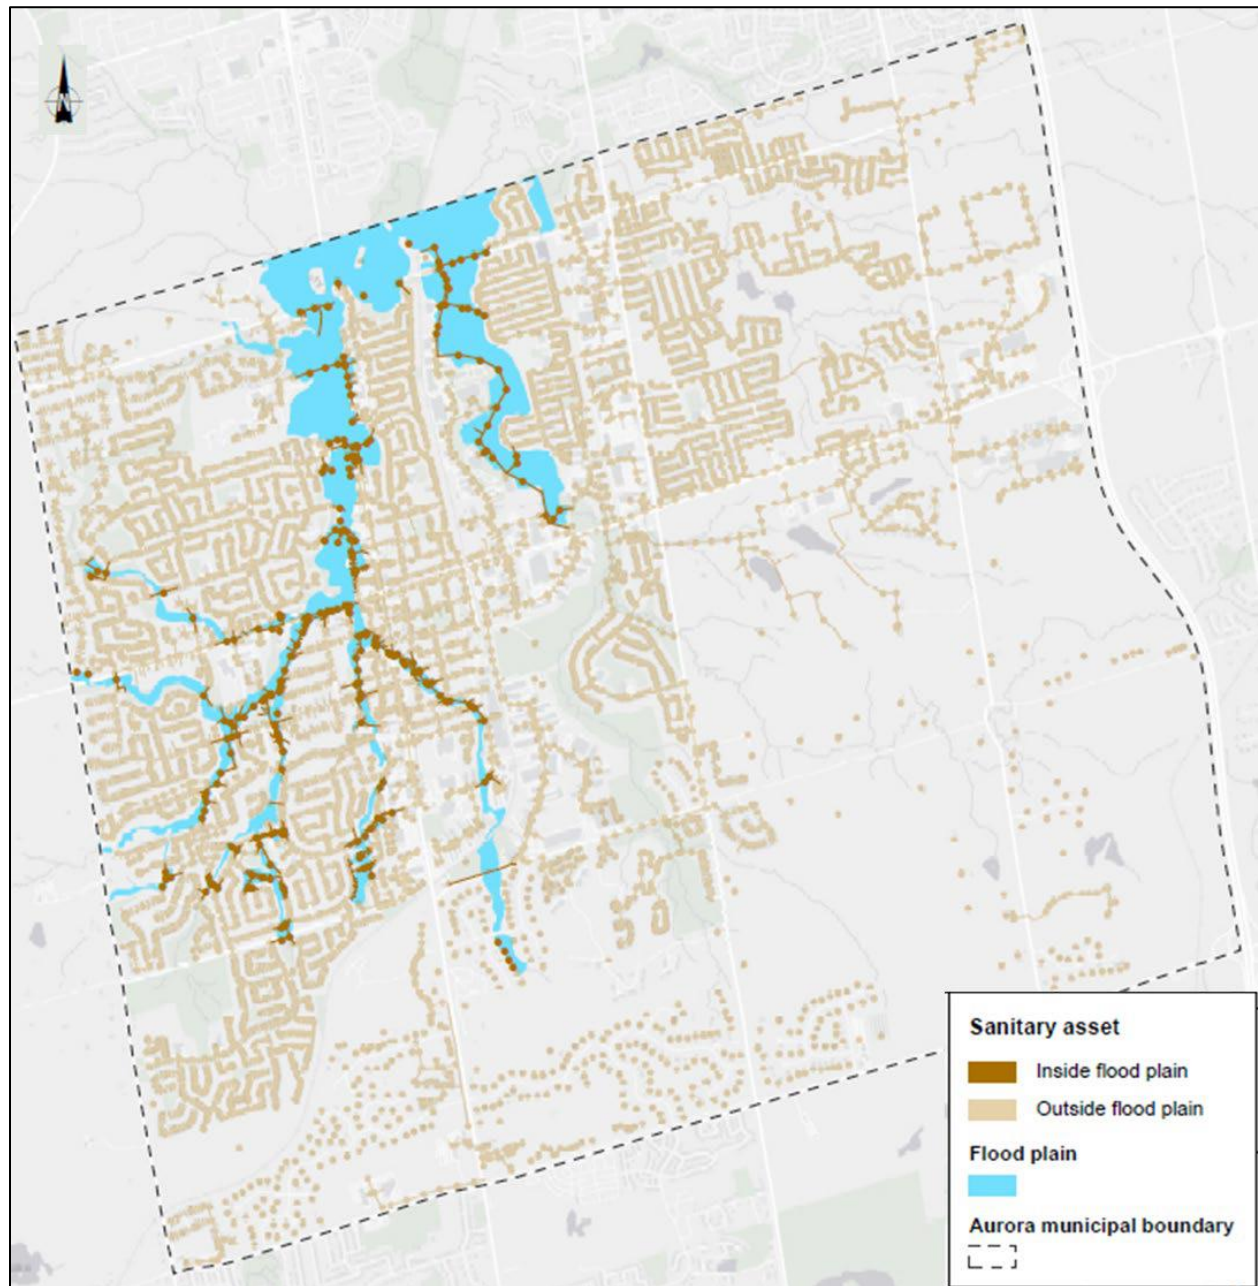 N
Sanitary asset
Inside flood plain
Outside flood plain
Flood plain
Aurora municipal boundary